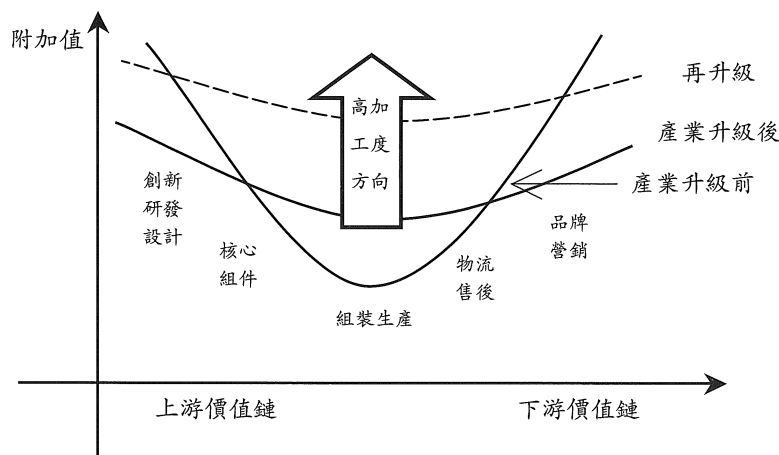 附加值
再升級
高加
工度
方向
產業升級後
產業升級前
創新
研發
設計
品牌
營銷
核心
組件
物流
售後
組裝生產
上游價值鏈
下游價值鏈